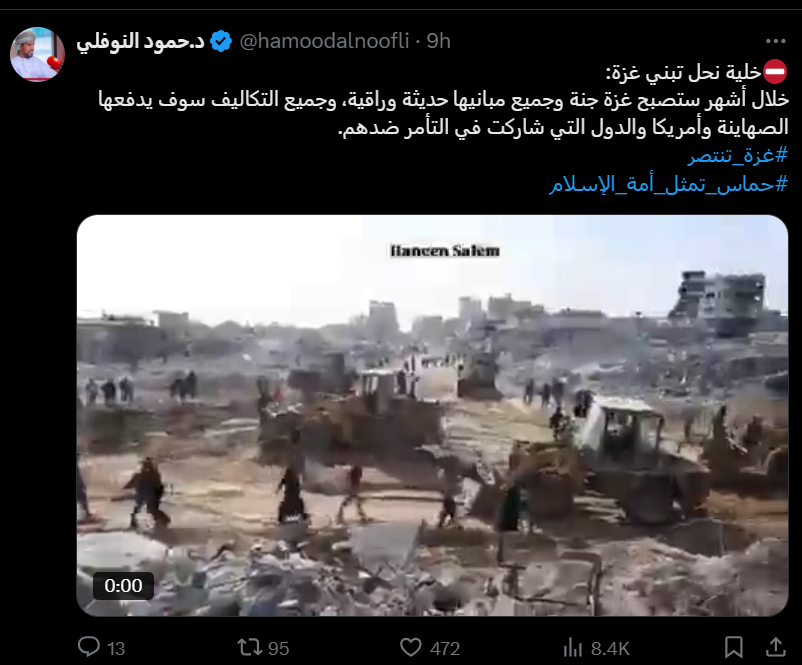 د.حمود النوفلي @hamoodalnoofli · 9h
⛔خلية نحل تبني غزة:
خلال أشهر ستصبح غزة جنة وجميع مبانيها حديثة وراقية، وجميع التكاليف سوف يدفعها
الصهاينة وأمريكا والدول التي شاركت في التأمر ضدهم.
#غزة_تنتصر
#حماس_تمثل_أمة_الإسلام
Haneen Salem
0:00
13 95 472 8.4K